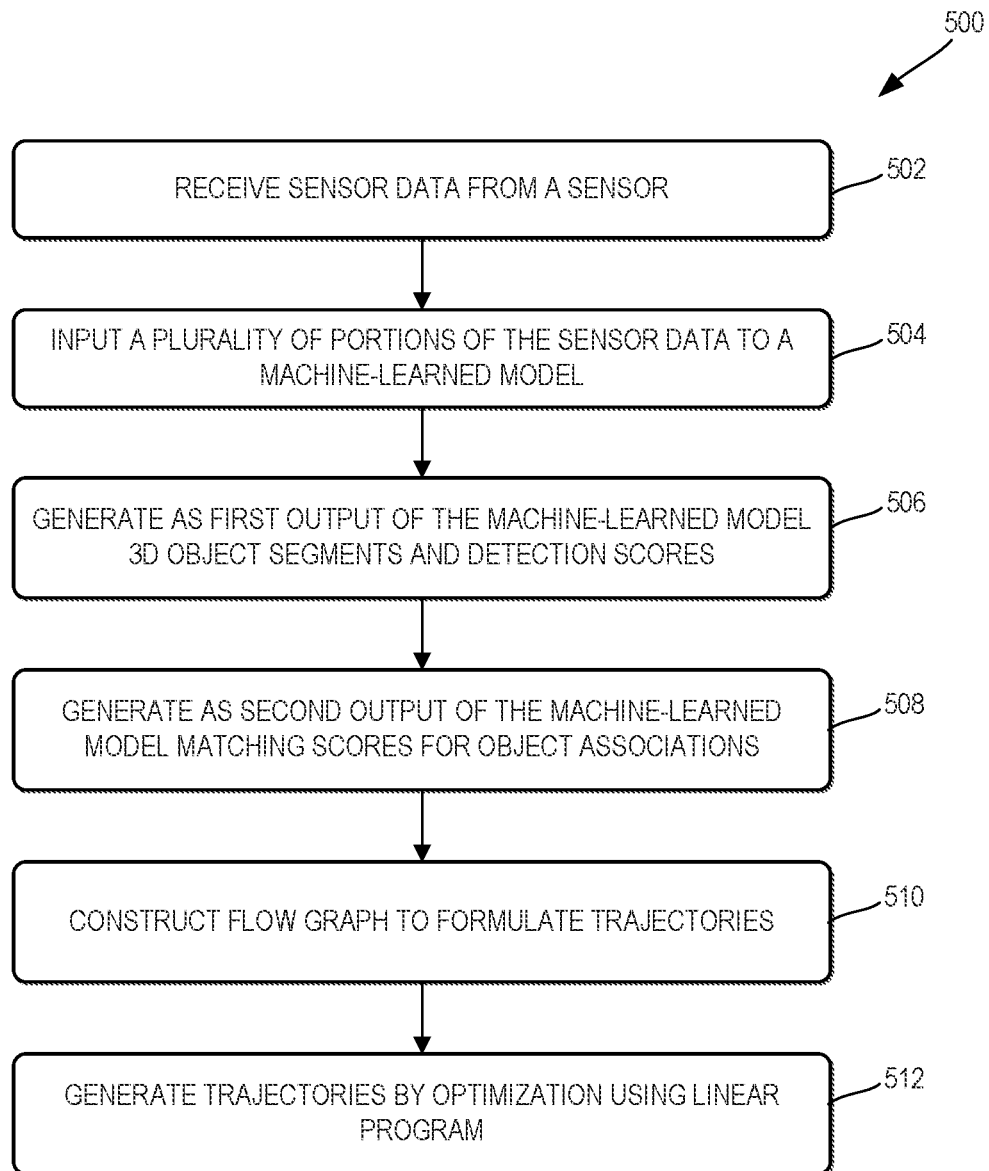 500
RECEIVE SENSOR DATA FROM A SENSOR
502
INPUT A PLURALITY OF PORTIONS OF THE SENSOR DATA TO A
MACHINE-LEARNED MODEL
504
GENERATE AS FIRST OUTPUT OF THE MACHINE-LEARNED MODEL
3D OBJECT SEGMENTS AND DETECTION SCORES
506
GENERATE AS SECOND OUTPUT OF THE MACHINE-LEARNED
MODEL MATCHING SCORES FOR OBJECT ASSOCIATIONS
508
CONSTRUCT FLOW GRAPH TO FORMULATE TRAJECTORIES
510
GENERATE TRAJECTORIES BY OPTIMIZATION USING LINEAR
PROGRAM
512